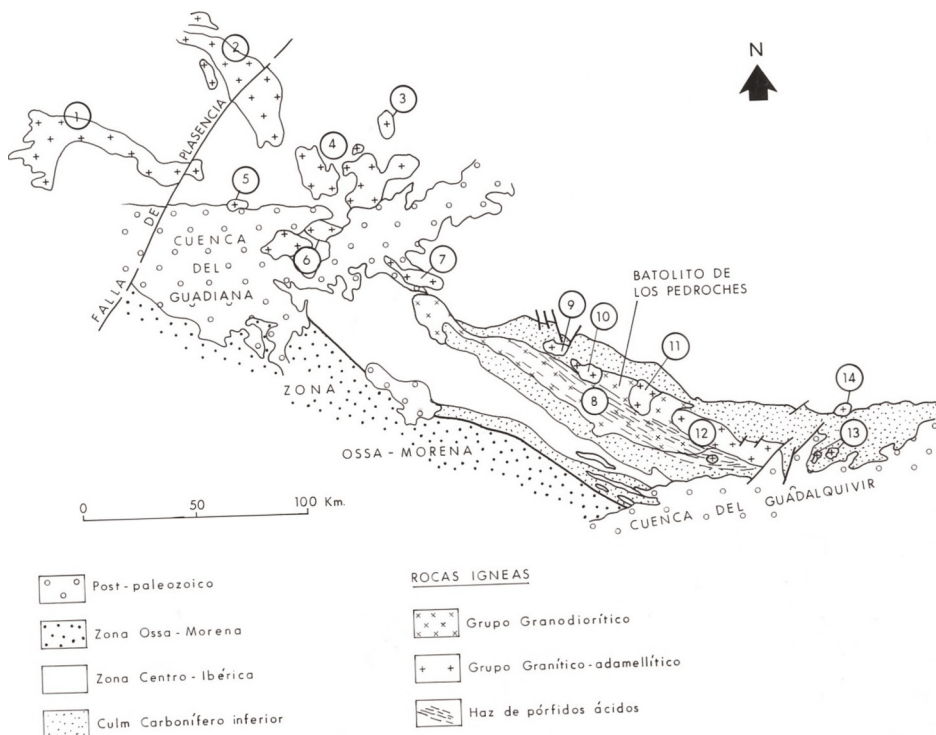 N
1
2
3
4
5
6
7
8
9
10
11
12
13
14
FALLA DE PLASENCIA
CUENCA
DEL
GUADIANA
BATOLITO DE
LOS PEDROCHES
ZONA
OSSA-MORENA
CUENCA DEL GUADALQUIVIR
0 50 100 Km.
Post-paleozoico
Zona Ossa-Morena
Zona Centro-Ibérica
Culm Carbonífero inferior
ROCAS IGNEAS
Grupo Granodiorítico
Grupo Granítico-adamellítico
Haz de pórfidos ácidos